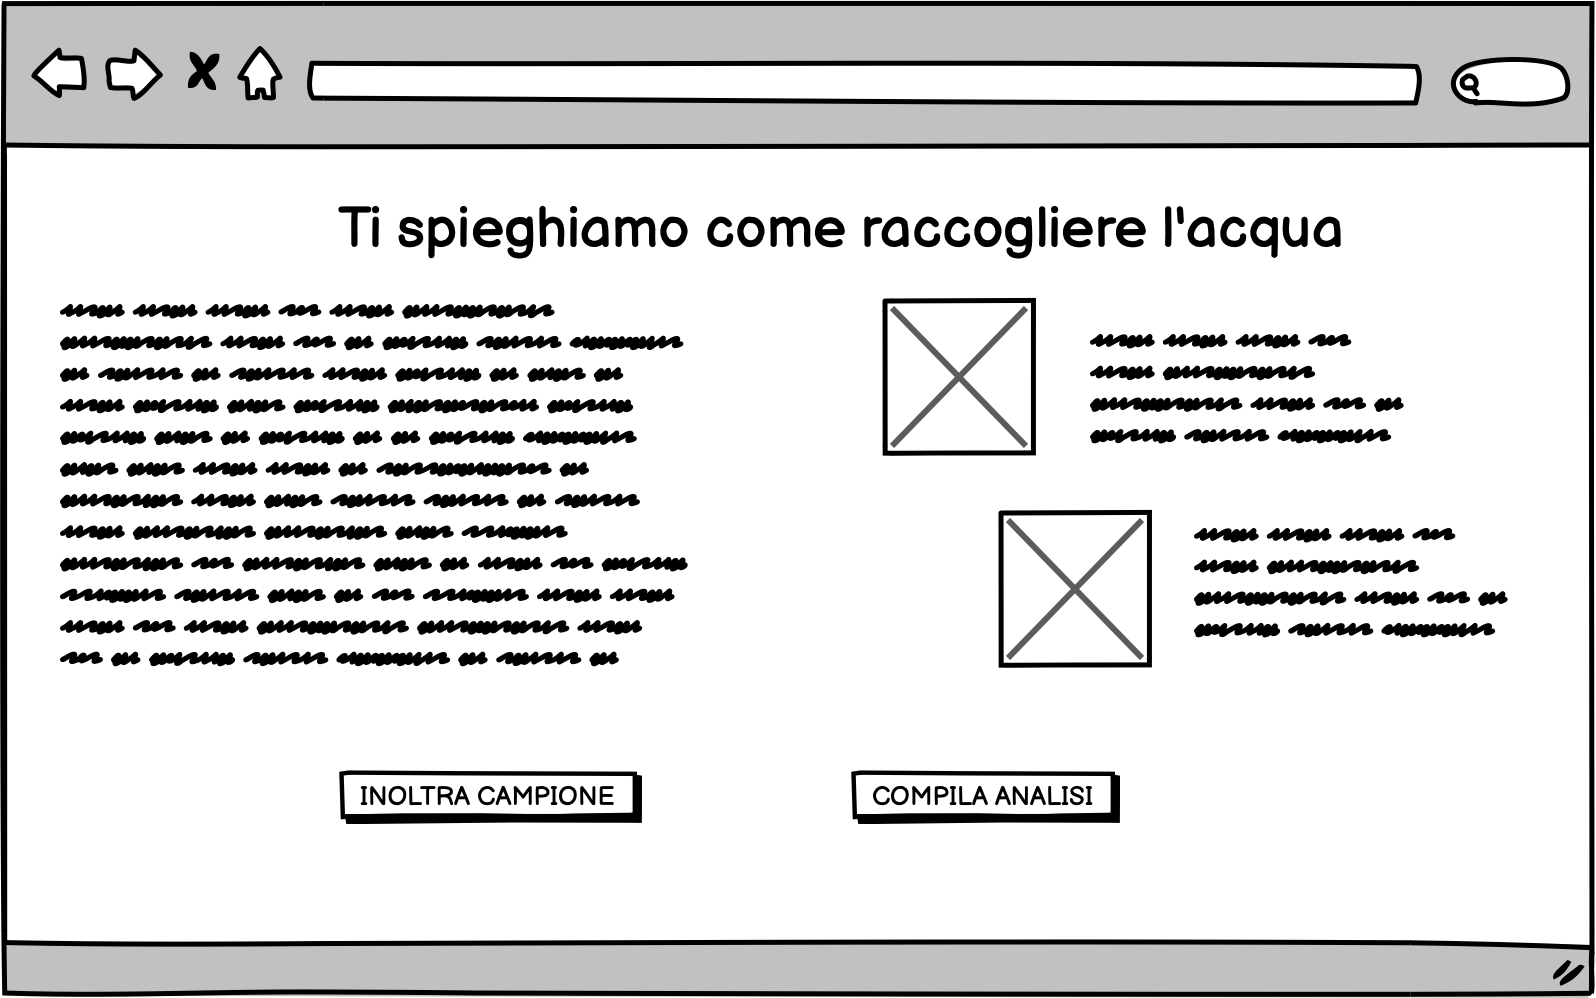 Ti spieghiamo come raccogliere l'acqua
INOLTRA CAMPIONE
COMPILA ANALISI